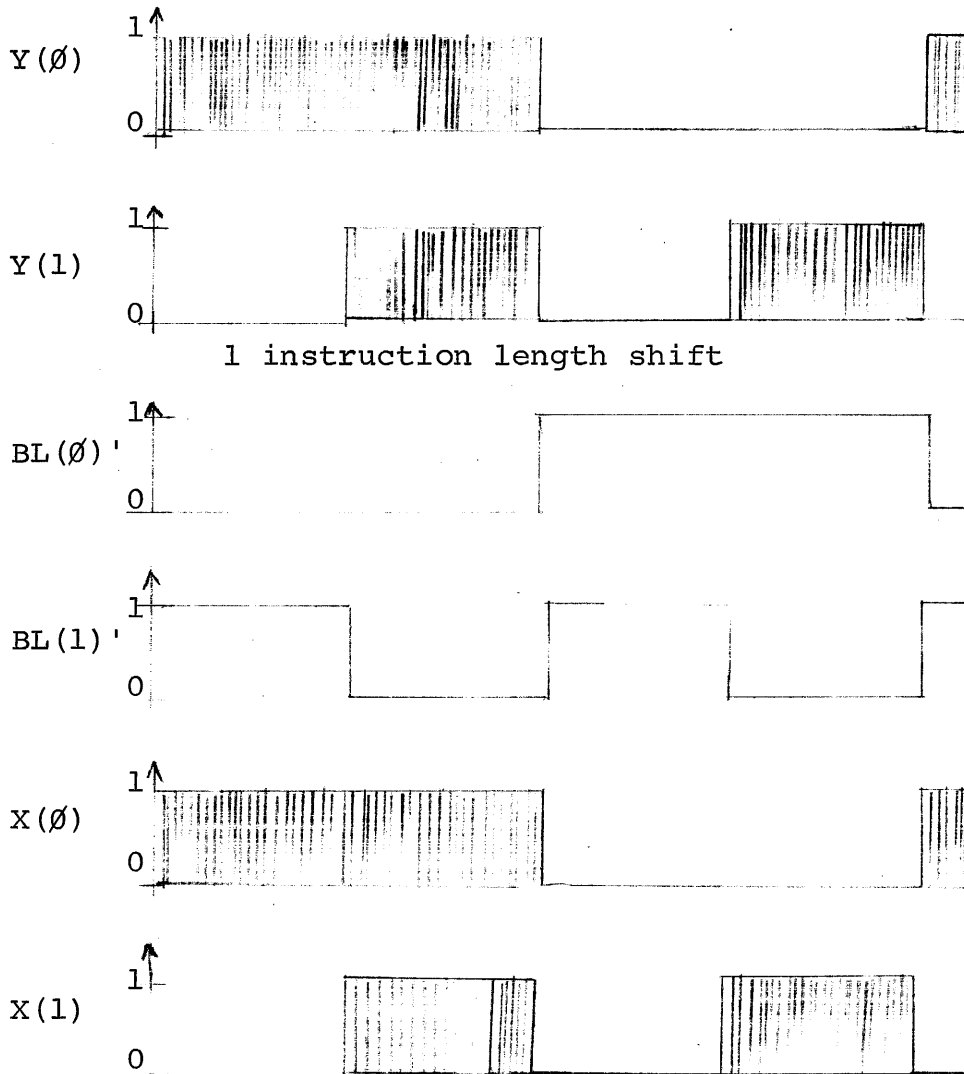 1
Y(Ø)
0
1
Y(1)
0
1 instruction length shift
1
BL(Ø)'
0
1
BL(1)'
0
1
X(Ø)
0
1
X(1)
0